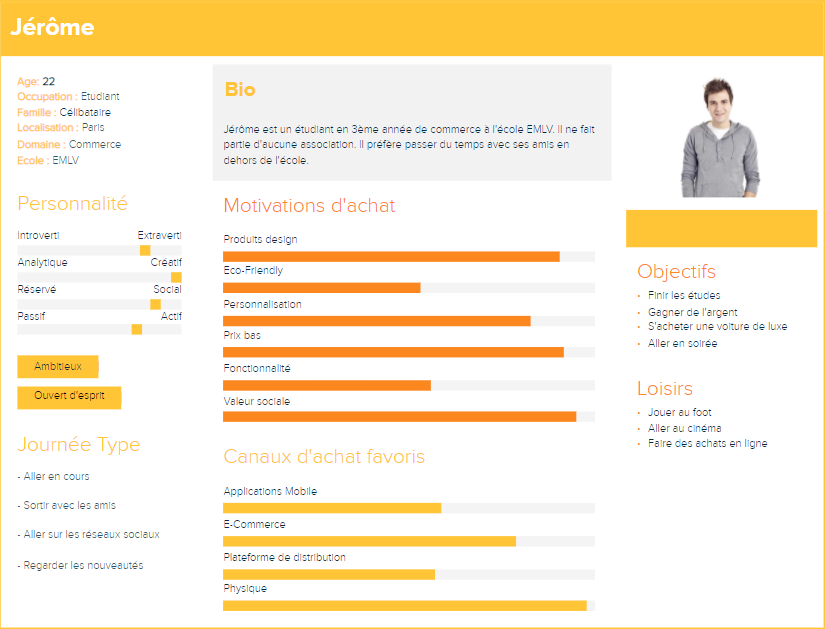 Jérôme
Age: 22
Occupation : Etudiant
Famille : Célibataire
Localisation : Paris
Domaine : Commerce
Ecole : EMLV
Personnalité
Introverti Extraverti
Analytique Créatif
Réservé Social
Passif Actif
Ambitieux
Ouvert d'esprit
Journée Type
- Aller en cours
- Sortir avec les amis
- Aller sur les réseaux sociaux
- Regarder les nouveautés
Bio
Jérôme est un étudiant en 3ème année de commerce à l'école EMLV. Il ne fait
partie d'aucune association. Il préfère passer du temps avec ses amis en
dehors de l'école.
Motivations d'achat
Produits design
Eco-Friendly
Personnalisation
Prix bas
Fonctionnalité
Valeur sociale
Canaux d'achat favoris
Applications Mobile
E-Commerce
Plateforme de distribution
Physique
Objectifs
• Finir les études
• Gagner de l'argent
• S'acheter une voiture de luxe
• Aller en soirée
Loisirs
• Jouer au foot
• Aller au cinéma
• Faire des achats en ligne